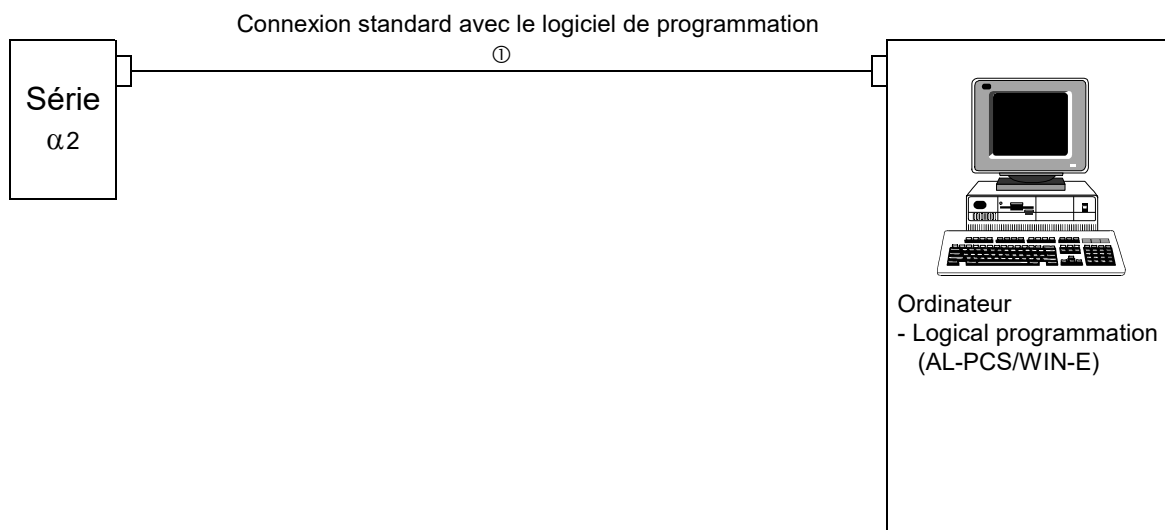 Connexion standard avec le logiciel de programmation
①
Série
α2
Ordinateur
- Logical programmation
(AL-PCS/WIN-E)